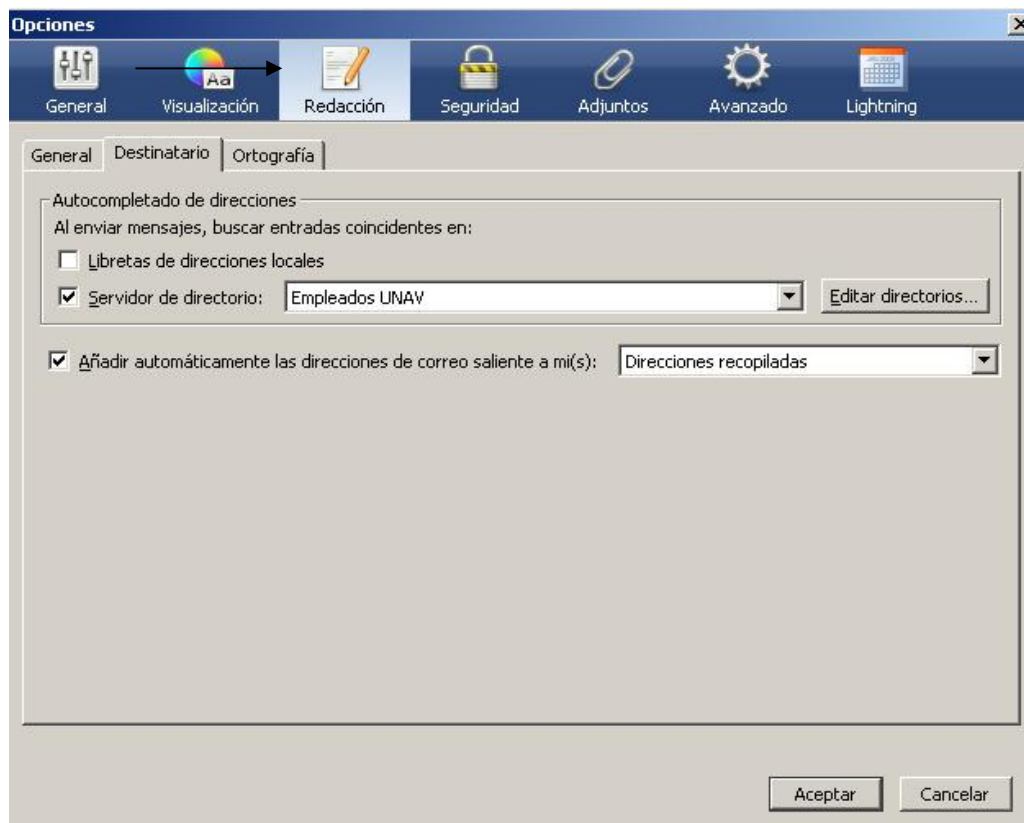 Opciones
General Visualización Redacción Seguridad Adjuntos Avanzado Lightning
General Destinatario Ortografía
Autocompletado de direcciones
Al enviar mensajes, buscar entradas coincidentes en:
Libretas de direcciones locales
Servidor de directorio: Empleados UNAV Editar directorios...
Añadir automáticamente las direcciones de correo saliente a mi(s): Direcciones recopiladas
Aceptar Cancelar